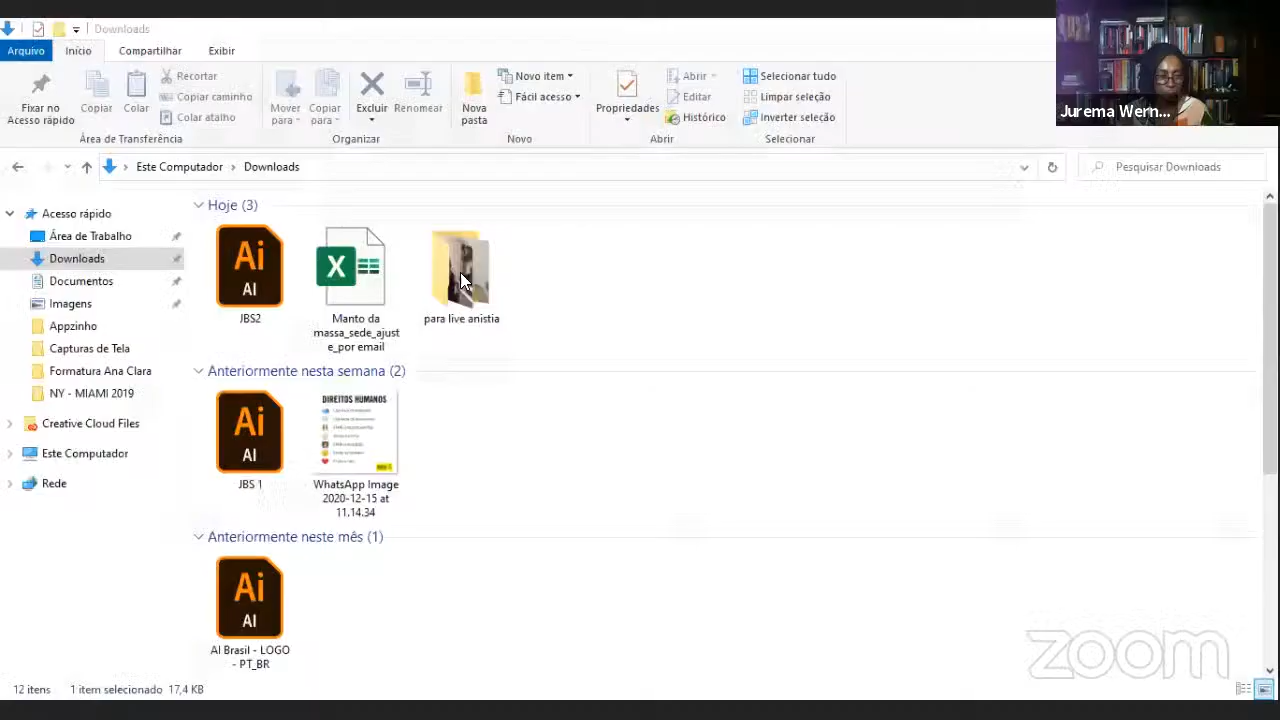 Downloads
Arquivo Início Compartilhar Exibir
Fixar no
Acesso rápido
Copiar
Colar
Recortar
Copiar caminho
Colar atalho
Área de Transferência
Mover
para
Copiar
para
Excluir
Renomear
Organizar
Nova
pasta
Novo item
Fácil acesso
Novo
Propriedades
Abrir
Editar
Histórico
Abrir
Selecionar tudo
Limpar seleção
Inverter seleção
Selecionar
Jurema Wern...
Este Computador > Downloads
Pesquisar Downloads
Acesso rápido
Área de Trabalho
Downloads
Documentos
Imagens
Appzinho
Capturas de Tela
Formatura Ana Clara
NY - MIAMI 2019
Creative Cloud Files
Este Computador
Rede
Hoje (3)
Ai
AI
JBS2
X
Manto da
massa_sede_ajust
e_por email
para live anistia
Anteriormente nesta semana (2)
Ai
AI
JBS 1
DIREITOS HUMANOS
WhatsApp Image
2020-12-15 at
11.14.34
Anteriormente neste mês (1)
Ai
AI
AI Brasil - LOGO
- PT_BR
12 itens 1 item selecionado 17,4 KB
zoom